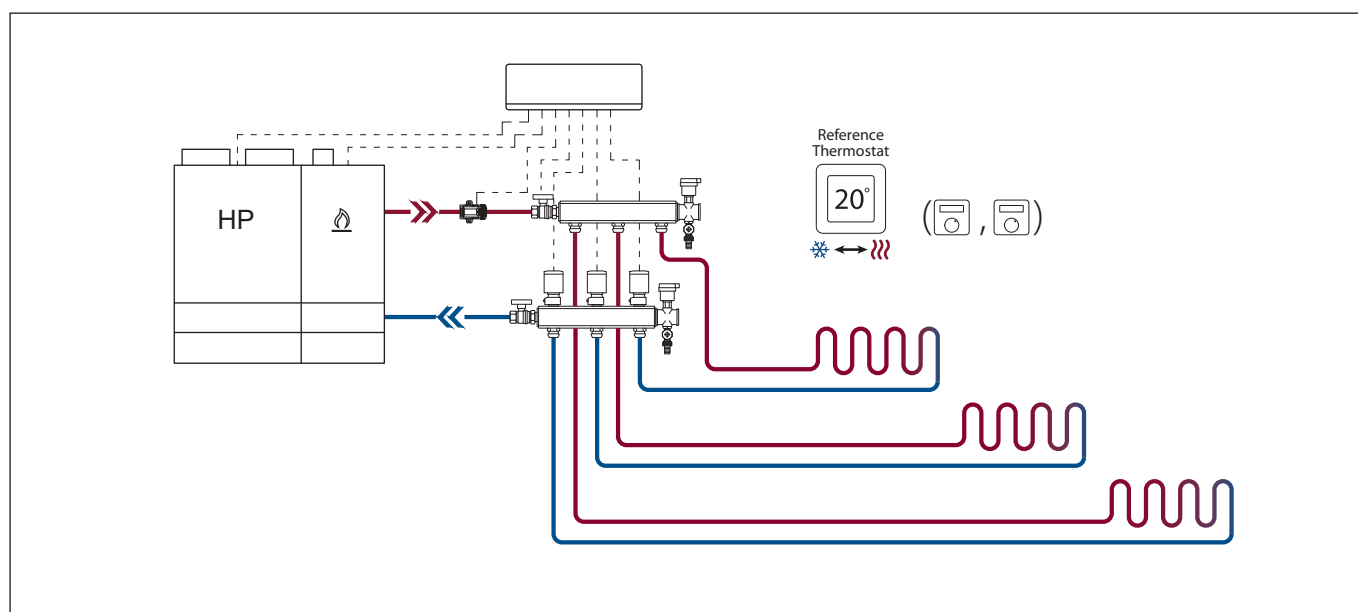 HP
Reference
Thermostat
20°
( , )